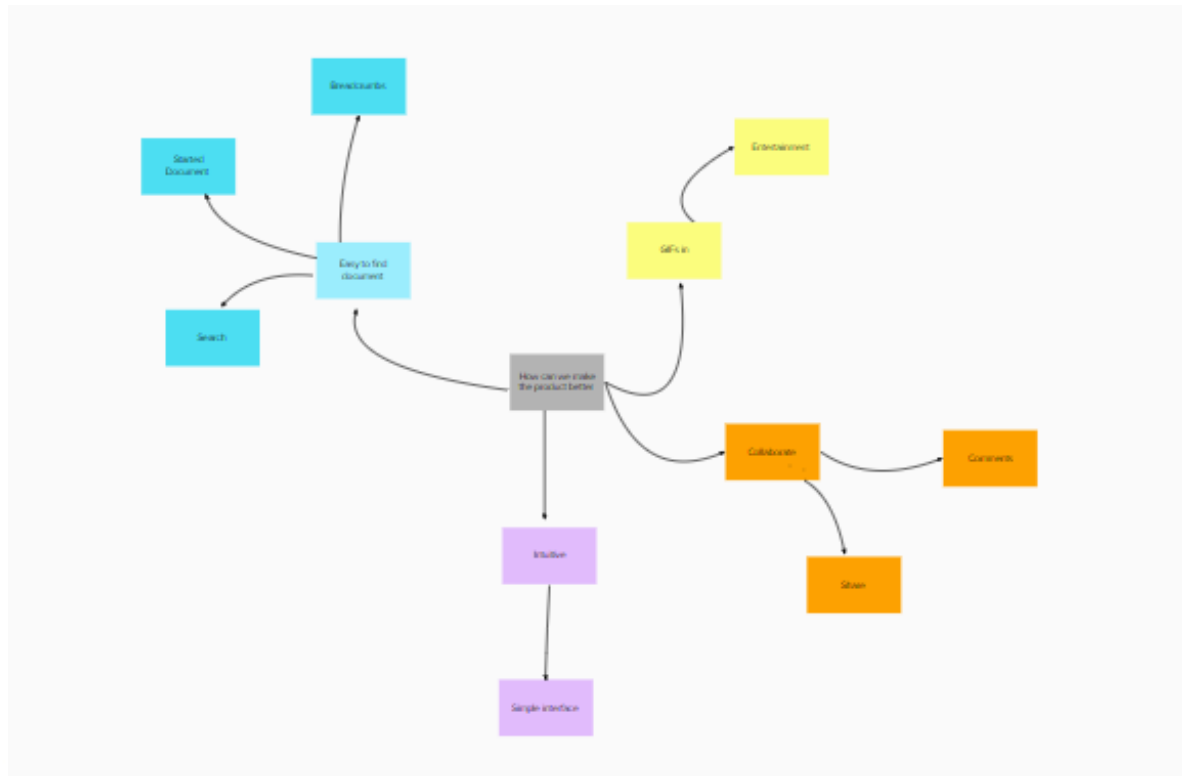 Breadcrumbs
Started
Document
Entertainment
Easy to find
document
GIFs in
Search
How can we make
the product better
Collaborate
Comments
Intuitive
Share
Simple interface